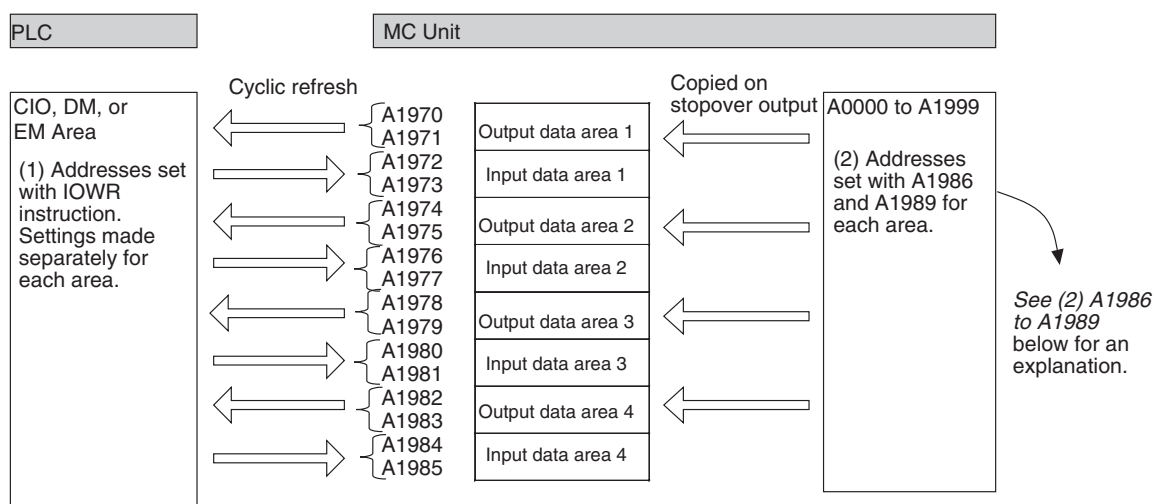 PLC
MC Unit
Cyclic refresh
Copied on
stopover output
CIO, DM, or
EM Area
(1) Addresses set
with IOWR
instruction.
Settings made
separately for
each area.
A1970
A1971
A1972
A1973
A1974
A1975
A1976
A1977
A1978
A1979
A1980
A1981
A1982
A1983
A1984
A1985
Output data area 1
Input data area 1
Output data area 2
Input data area 2
Output data area 3
Input data area 3
Output data area 4
Input data area 4
A0000 to A1999
(2) Addresses
set with A1986
and A1989 for
each area.
See (2) A1986
to A1989
below for an
explanation.